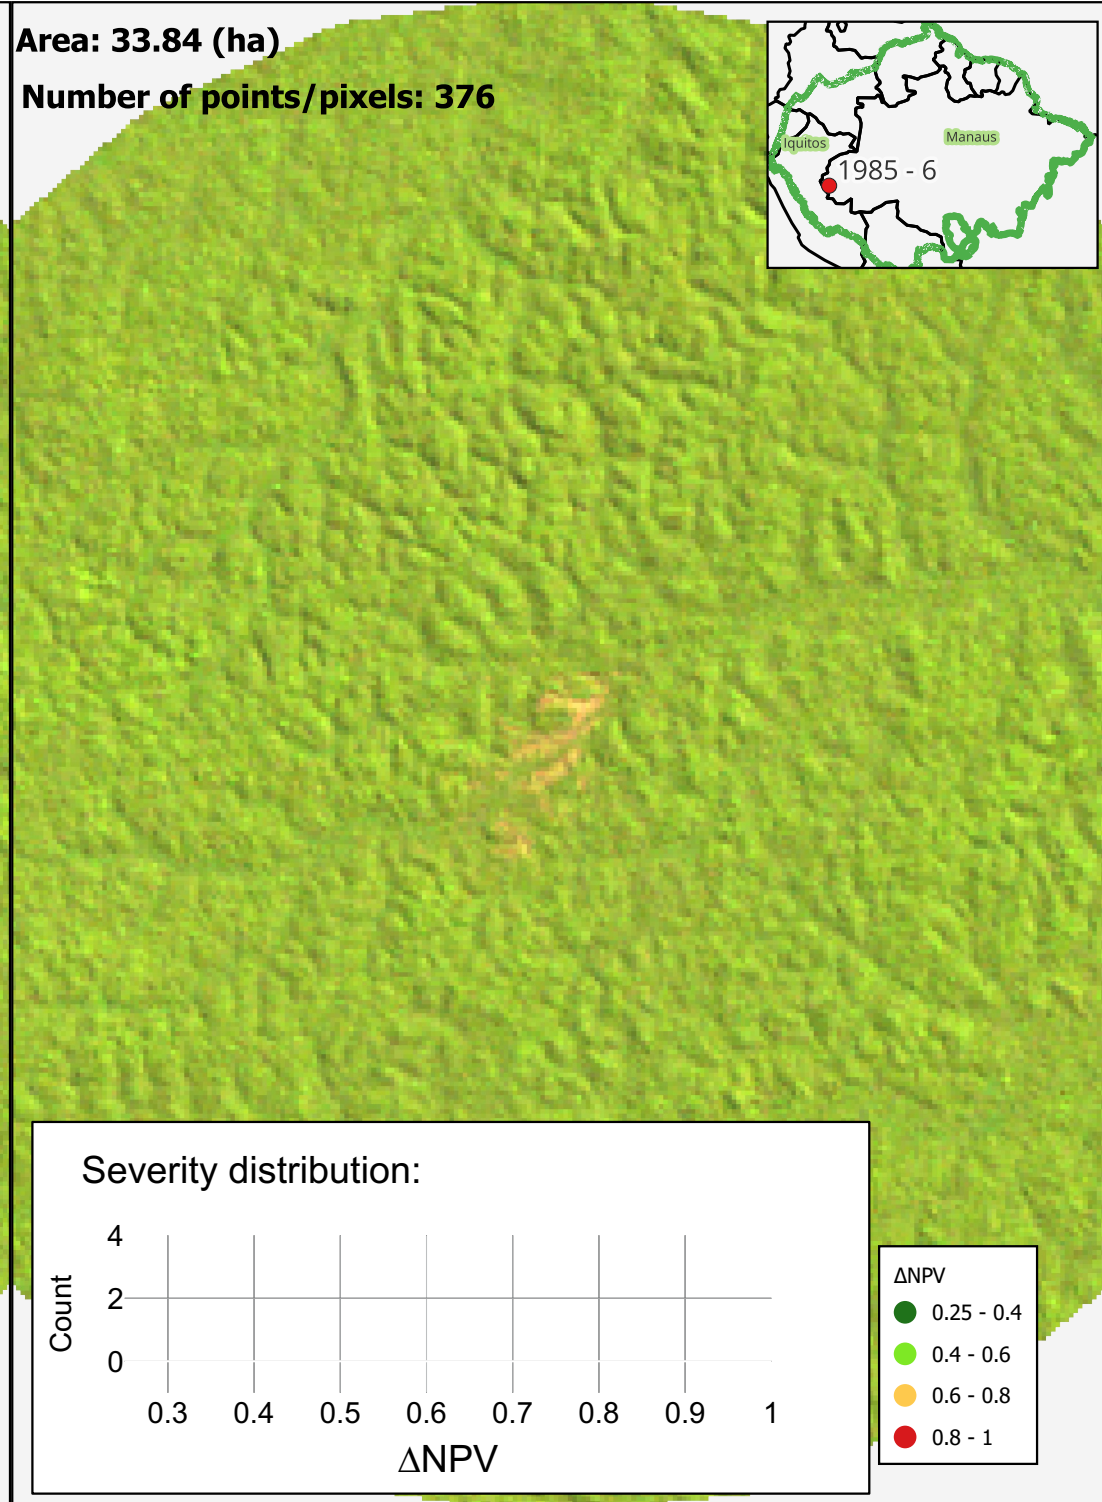 Area: 33.84 (ha)
Number of points/pixels: 376
Iquitos
Manaus
1985 - 6
Severity distribution:
4
2
0
Count
0.3 0.4 0.5 0.6 0.7 0.8 0.9 1
ΔNPV
ΔNPV
0.25 - 0.4
0.4 - 0.6
0.6 - 0.8
0.8 - 1